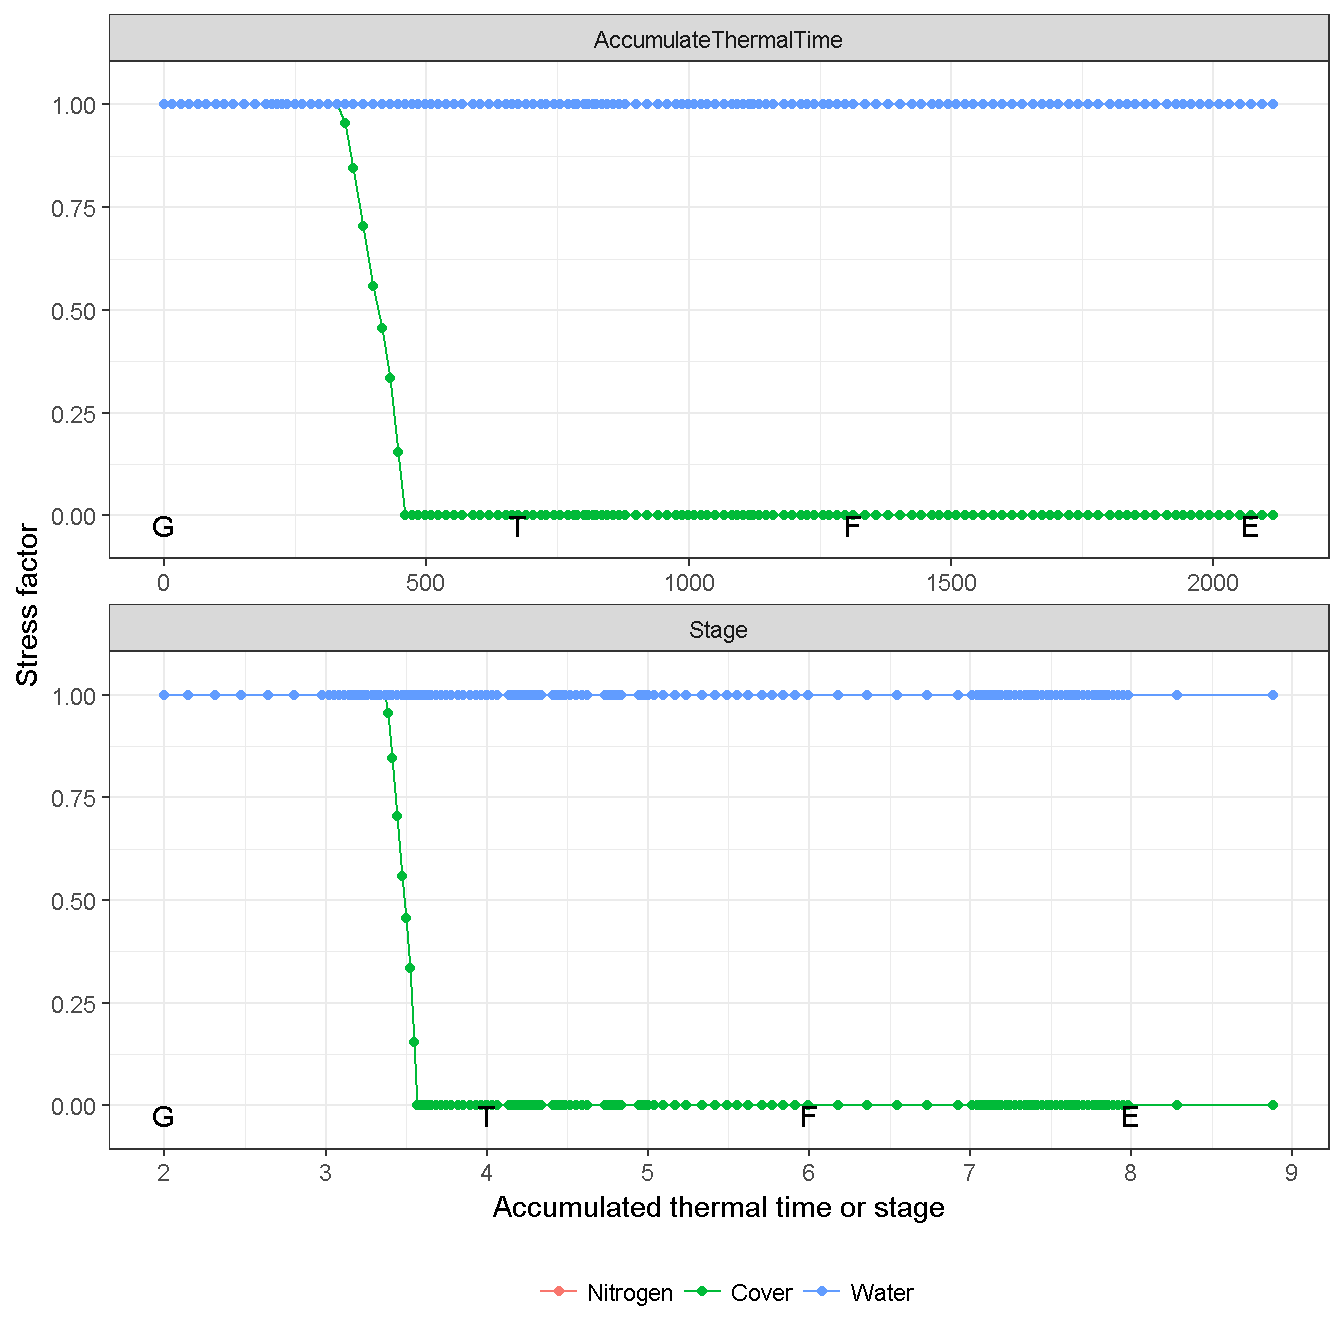 AccumulateThermalTime
1.00
0.75
0.50
0.25
0.00
G T F E
0 500 1000 1500 2000
Stress factor
Stage
1.00
0.75
0.50
0.25
0.00
G T F E
2 3 4 5 6 7 8 9
Accumulated thermal time or stage
Nitrogen Cover Water